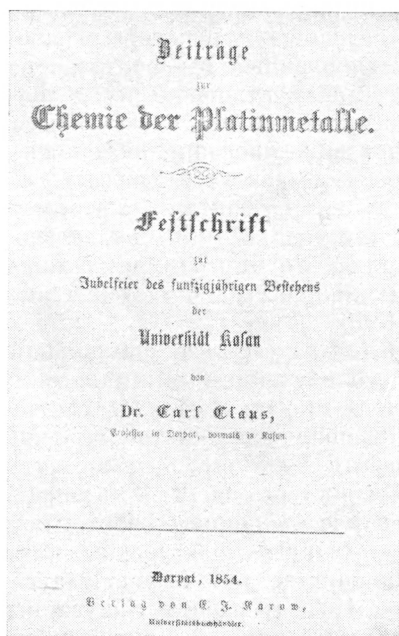 Beiträge
zur
Chemie der Platinmetalle.
Festschrift
zur
Jubelfeier des funfzigjährigen Bestehens
der
Universität Kasan
von
Dr. Carl Claus,
Professor in Dorpat, vormals in Kasan.
Dorpat, 1854.
Verlag von E. J. Karow,
Universitätsbuchhändler.